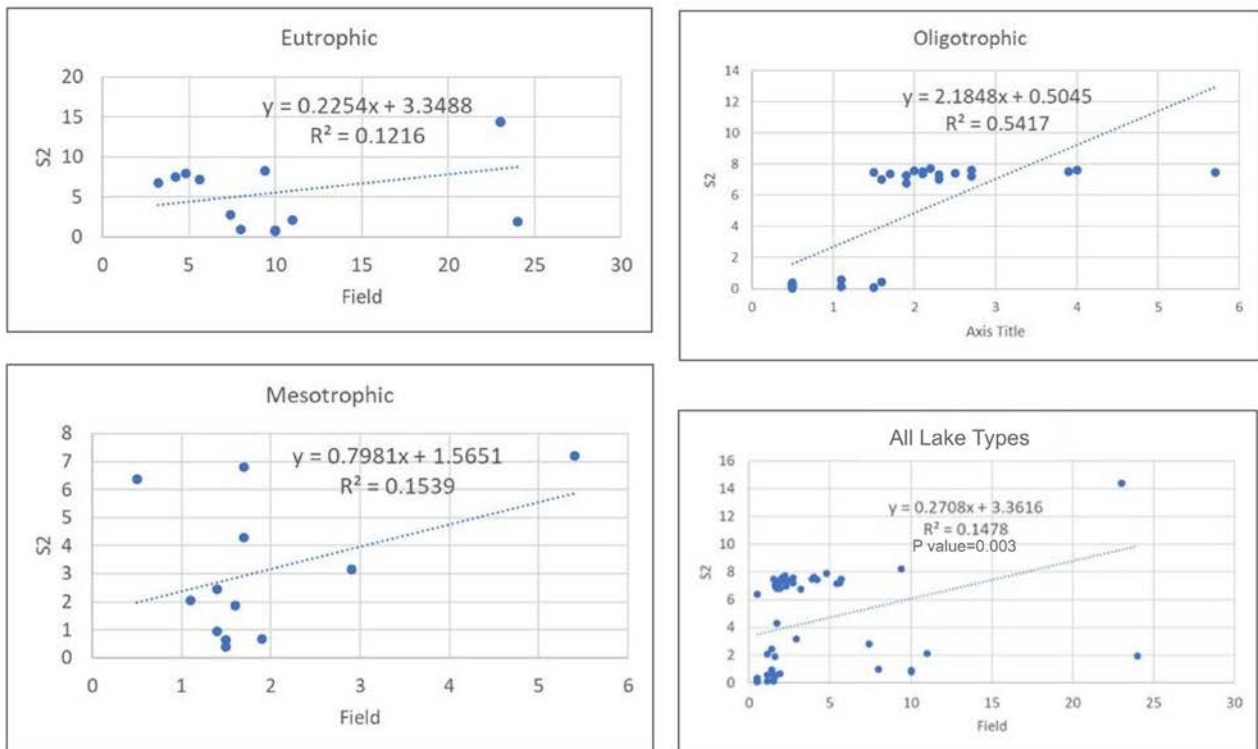 Eutrophic
20
15
10
5
0
S2
y = 0.2254x + 3.3488
R² = 0.1216
0 5 10 15 20 25 30
Field
Oligotrophic
14
12
10
8
6
4
2
0
S2
y = 2.1848x + 0.5045
R² = 0.5417
0 1 2 3 4 5 6
Axis Title
Mesotrophic
8
7
6
5
4
3
2
1
0
S2
y = 0.7981x + 1.5651
R² = 0.1539
0 1 2 3 4 5 6
Field
All Lake Types
16
14
12
10
8
6
4
2
0
S2
y = 0.2708x + 3.3616
R² = 0.1478
P value=0.003
0 5 10 15 20 25 30
Field